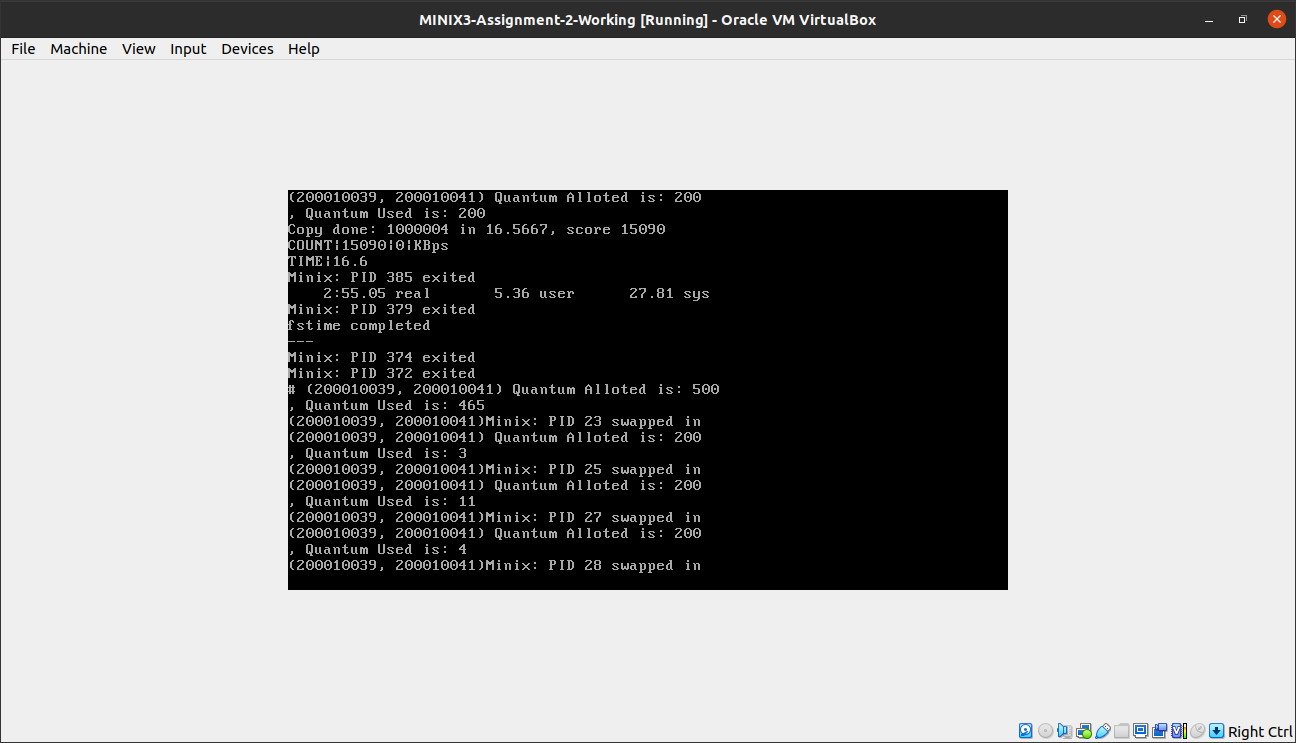 MINIX3-Assignment-2-Working [Running] - Oracle VM VirtualBox
File Machine View Input Devices Help
(200010039, 200010041) Quantum Alloted is: 200
, Quantum Used is: 200
Copy done: 1000004 in 16.5667, score 15090
COUNT|15090|0|KBps
TIME|16.6
Minix: PID 385 exited
2:55.05 real 5.36 user 27.81 sys
Minix: PID 379 exited
fstime completed
---
Minix: PID 374 exited
Minix: PID 372 exited
# (200010039, 200010041) Quantum Alloted is: 500
, Quantum Used is: 465
(200010039, 200010041)Minix: PID 23 swapped in
(200010039, 200010041) Quantum Alloted is: 200
, Quantum Used is: 3
(200010039, 200010041)Minix: PID 25 swapped in
(200010039, 200010041) Quantum Alloted is: 200
, Quantum Used is: 11
(200010039, 200010041)Minix: PID 27 swapped in
(200010039, 200010041) Quantum Alloted is: 200
, Quantum Used is: 4
(200010039, 200010041)Minix: PID 28 swapped in
Right Ctrl